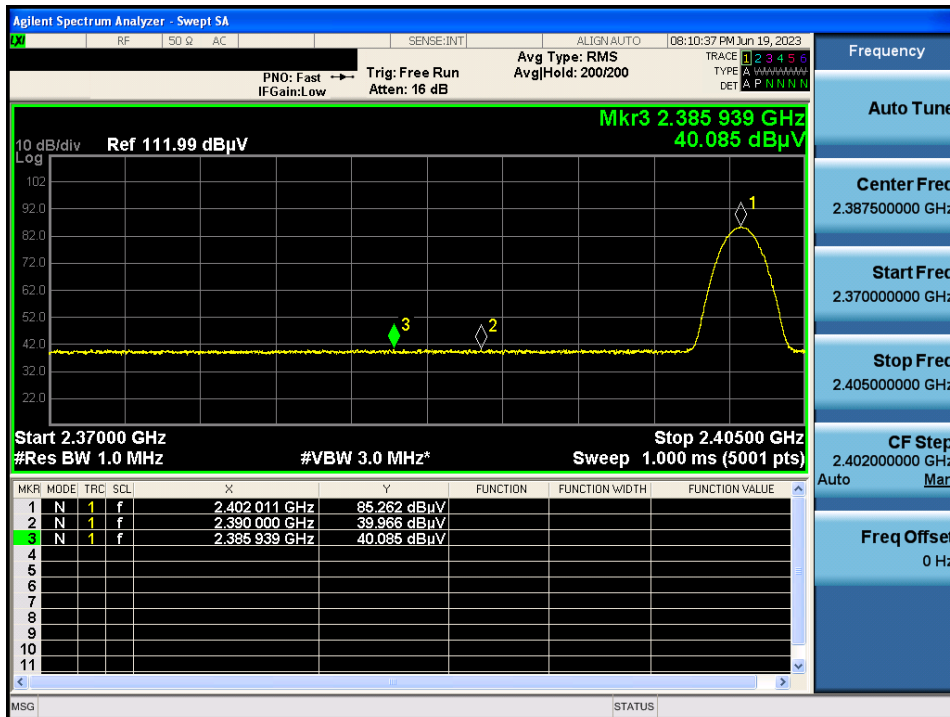 Agilent Spectrum Analyzer - Swept SA
LXI RF 50 Ω AC SENSE:INT ALIGN AUTO 08:10:37 PM Jun 19, 2023
Avg Type: RMS TRACE 1 2 3 4 5 6
PNO: Fast Trig: Free Run Avg|Hold: 200/200 TYPE A WWWWW
IFGain:Low Atten: 16 dB DET A P N N N N
Mkr3 2.385 939 GHz
40.085 dBµV
10 dB/div Ref 111.99 dBµV
Log
102
92.0
82.0
72.0
62.0
52.0
42.0
32.0
22.0
1
2
3
Start 2.37000 GHz Stop 2.40500 GHz
#Res BW 1.0 MHz #VBW 3.0 MHz* Sweep 1.000 ms (5001 pts)
MKR MODE TRC SCL X Y FUNCTION FUNCTION WIDTH FUNCTION VALUE
1 N 1 f 2.402 011 GHz 85.262 dBµV
2 N 1 f 2.390 000 GHz 39.966 dBµV
3 N 1 f 2.385 939 GHz 40.085 dBµV
4
5
6
7
8
9
10
11
MSG STATUS
Frequency
Auto Tune
Center Freq
2.387500000 GHz
Start Freq
2.370000000 GHz
Stop Freq
2.405000000 GHz
CF Step
2.402000000 GHz
Auto Man
Freq Offset
0 Hz